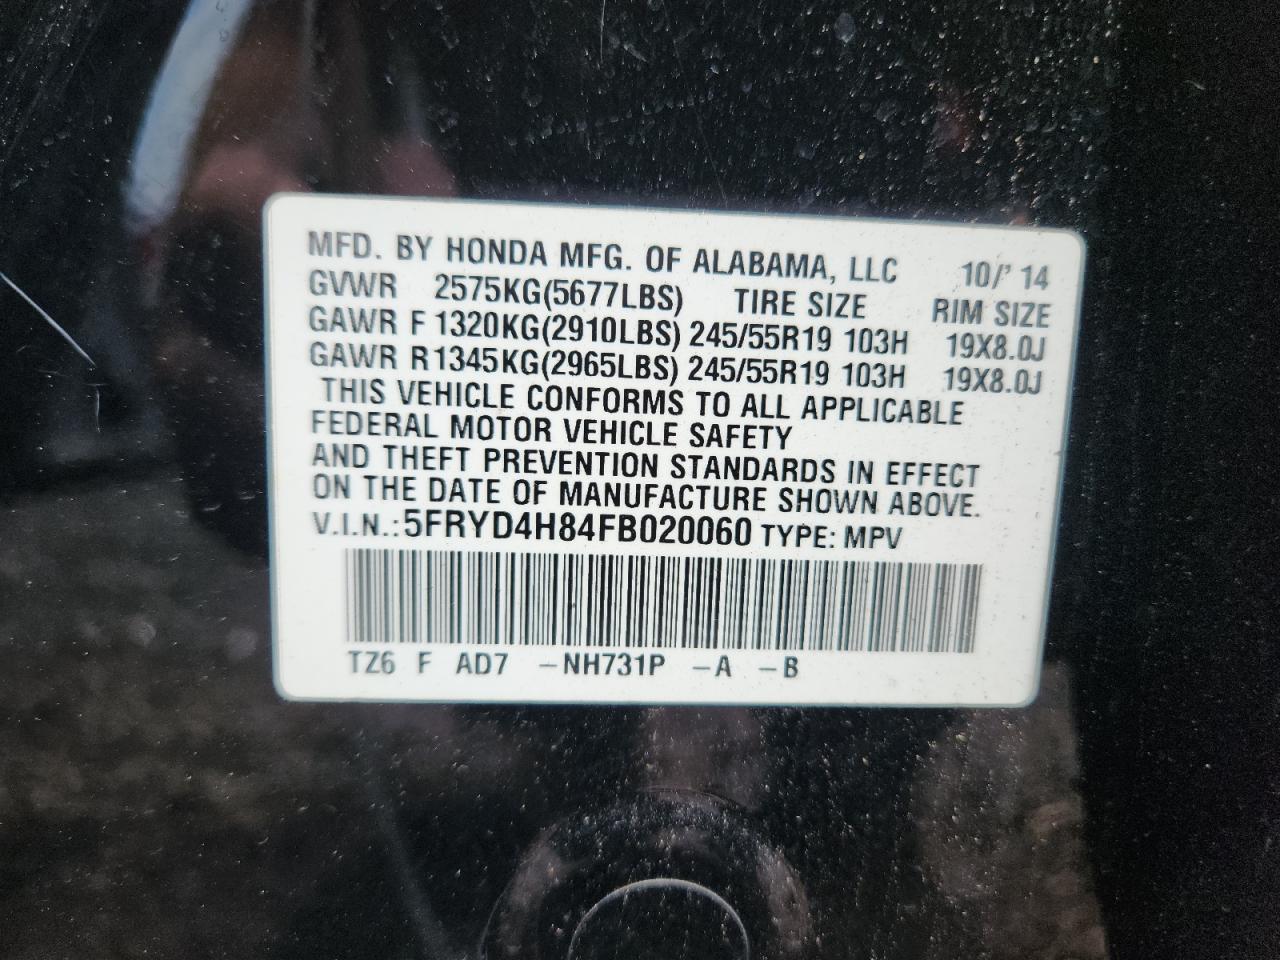 MFD. BY HONDA MFG. OF ALABAMA, LLC 10/'14
GVWR 2575KG(5677LBS) TIRE SIZE RIM SIZE
GAWR F 1320KG(2910LBS) 245/55R19 103H 19X8.0J
GAWR R 1345KG(2965LBS) 245/55R19 103H 19X8.0J
THIS VEHICLE CONFORMS TO ALL APPLICABLE
FEDERAL MOTOR VEHICLE SAFETY
AND THEFT PREVENTION STANDARDS IN EFFECT
ON THE DATE OF MANUFACTURE SHOWN ABOVE.
V.I.N.:5FRYD4H84FB020060 TYPE: MPV
TZ6 F AD7 -NH731P -A -B